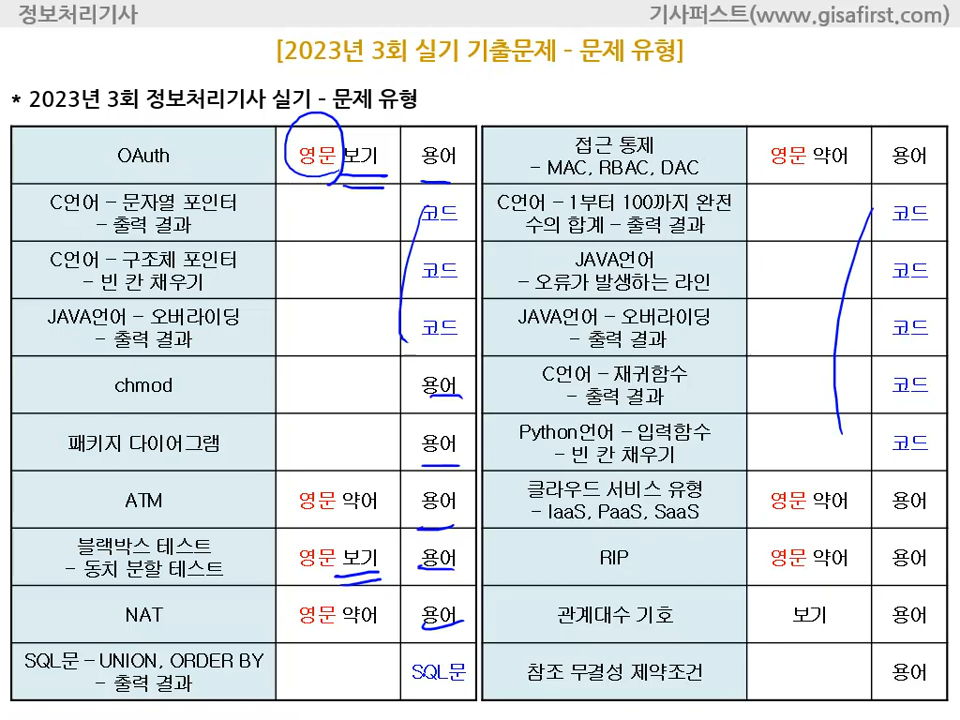 정보처리기사
기사퍼스트(www.gisafirst.com)
[2023년 3회 실기 기출문제 - 문제 유형]
* 2023년 3회 정보처리기사 실기 - 문제 유형
OAuth 영문 보기 용어
C언어 - 문자열 포인터
- 출력 결과
코드
C언어 - 구조체 포인터
- 빈 칸 채우기
코드
JAVA언어 - 오버라이딩
- 출력 결과
코드
chmod 용어
패키지 다이어그램 용어
ATM 영문 약어 용어
블랙박스 테스트
- 동치 분할 테스트
영문 보기 용어
NAT 영문 약어 용어
SQL문 - UNION, ORDER BY
- 출력 결과
SQL문
접근 통제
- MAC, RBAC, DAC
영문 약어 용어
C언어 - 1부터 100까지 완전
수의 합계 - 출력 결과
코드
JAVA언어
- 오류가 발생하는 라인
코드
JAVA언어 - 오버라이딩
- 출력 결과
코드
C언어 - 재귀함수
- 출력 결과
코드
Python언어 - 입력함수
- 빈 칸 채우기
코드
클라우드 서비스 유형
- IaaS, PaaS, SaaS
영문 약어 용어
RIP 영문 약어 용어
관계대수 기호 보기 용어
참조 무결성 제약조건 용어